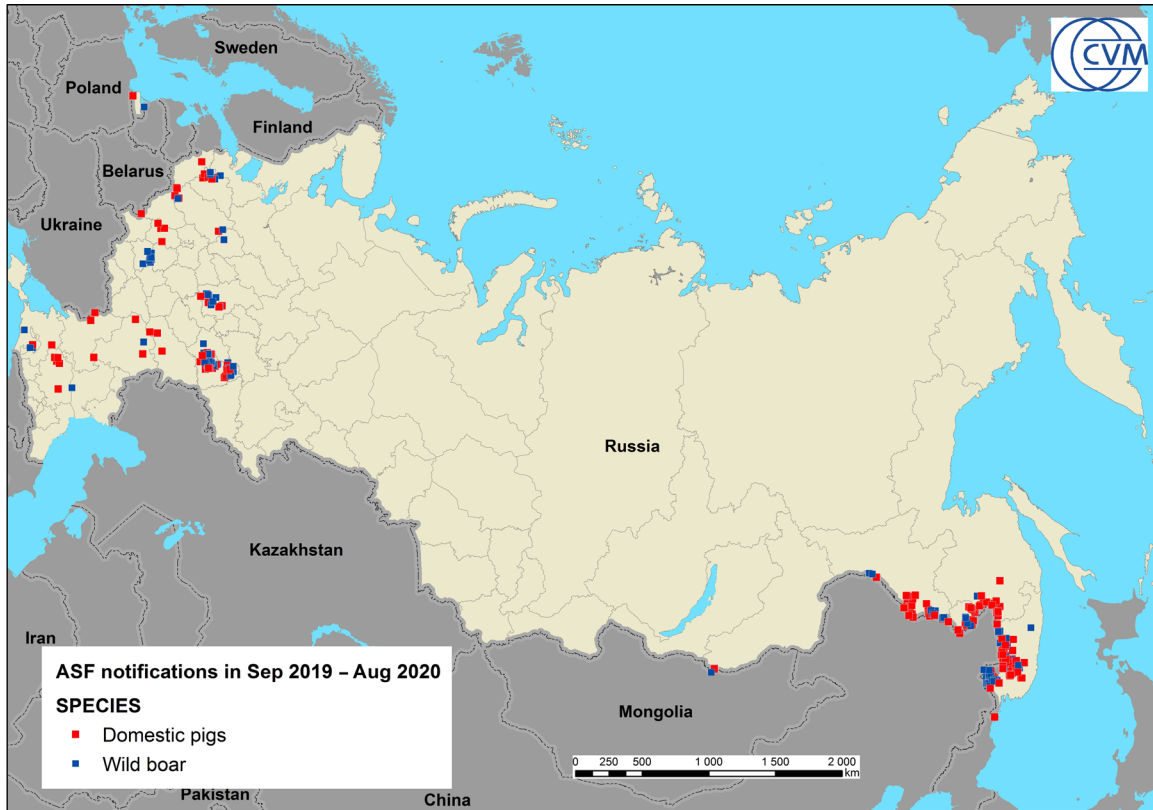 Sweden
CVM
Poland
Finland
Belarus
Ukraine
Russia
Kazakhstan
Iran
ASF notifications in Sep 2019 – Aug 2020
SPECIES
Domestic pigs
Wild boar
Mongolia
0 250 500 1 000 1 500 2 000
km
Pakistan
China